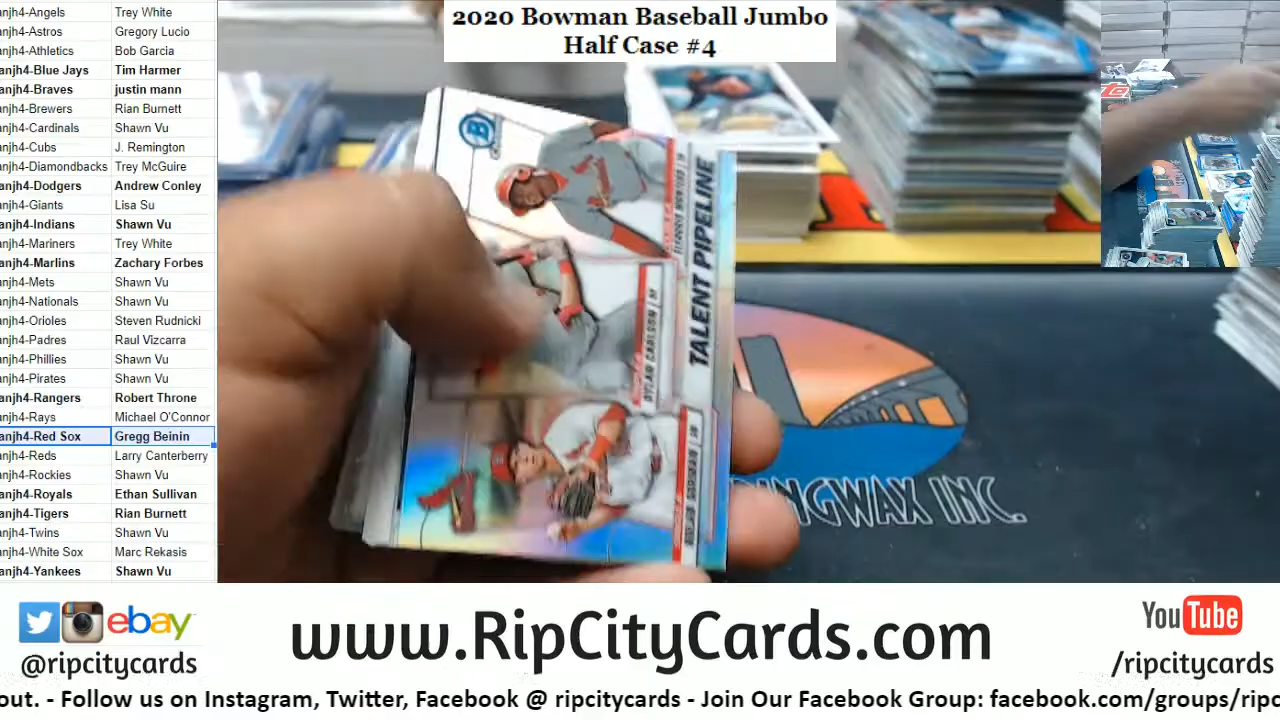 2020 Bowman Baseball Jumbo
Half Case #4
anjh4-Angels Trey White
anjh4-Astros Gregory Lucio
anjh4-Athletics Bob Garcia
anjh4-Blue Jays Tim Harmer
anjh4-Braves justin mann
anjh4-Brewers Rian Burnett
anjh4-Cardinals Shawn Vu
anjh4-Cubs J. Remington
anjh4-Diamondbacks Trey McGuire
anjh4-Dodgers Andrew Conley
anjh4-Giants Lisa Su
anjh4-Indians Shawn Vu
anjh4-Mariners Trey White
anjh4-Marlins Zachary Forbes
anjh4-Mets Shawn Vu
anjh4-Nationals Shawn Vu
anjh4-Orioles Steven Rudnicki
anjh4-Padres Raul Vizcarra
anjh4-Phillies Shawn Vu
anjh4-Pirates Shawn Vu
anjh4-Rangers Robert Throne
anjh4-Rays Michael O'Connor
anjh4-Red Sox Gregg Beinin
anjh4-Reds Larry Canterberry
anjh4-Rockies Shawn Vu
anjh4-Royals Ethan Sullivan
anjh4-Tigers Rian Burnett
anjh4-Twins Shawn Vu
anjh4-White Sox Marc Rekasis
anjh4-Yankees Shawn Vu
B
TALENT PIPELINE
DYLAN CARLSON
INGWAX INC.
ebay
@ripcitycards
www.RipCityCards.com
YouTube
/ripcitycards
out. - Follow us on Instagram, Twitter, Facebook @ ripcitycards - Join Our Facebook Group: facebook.com/groups/ripc